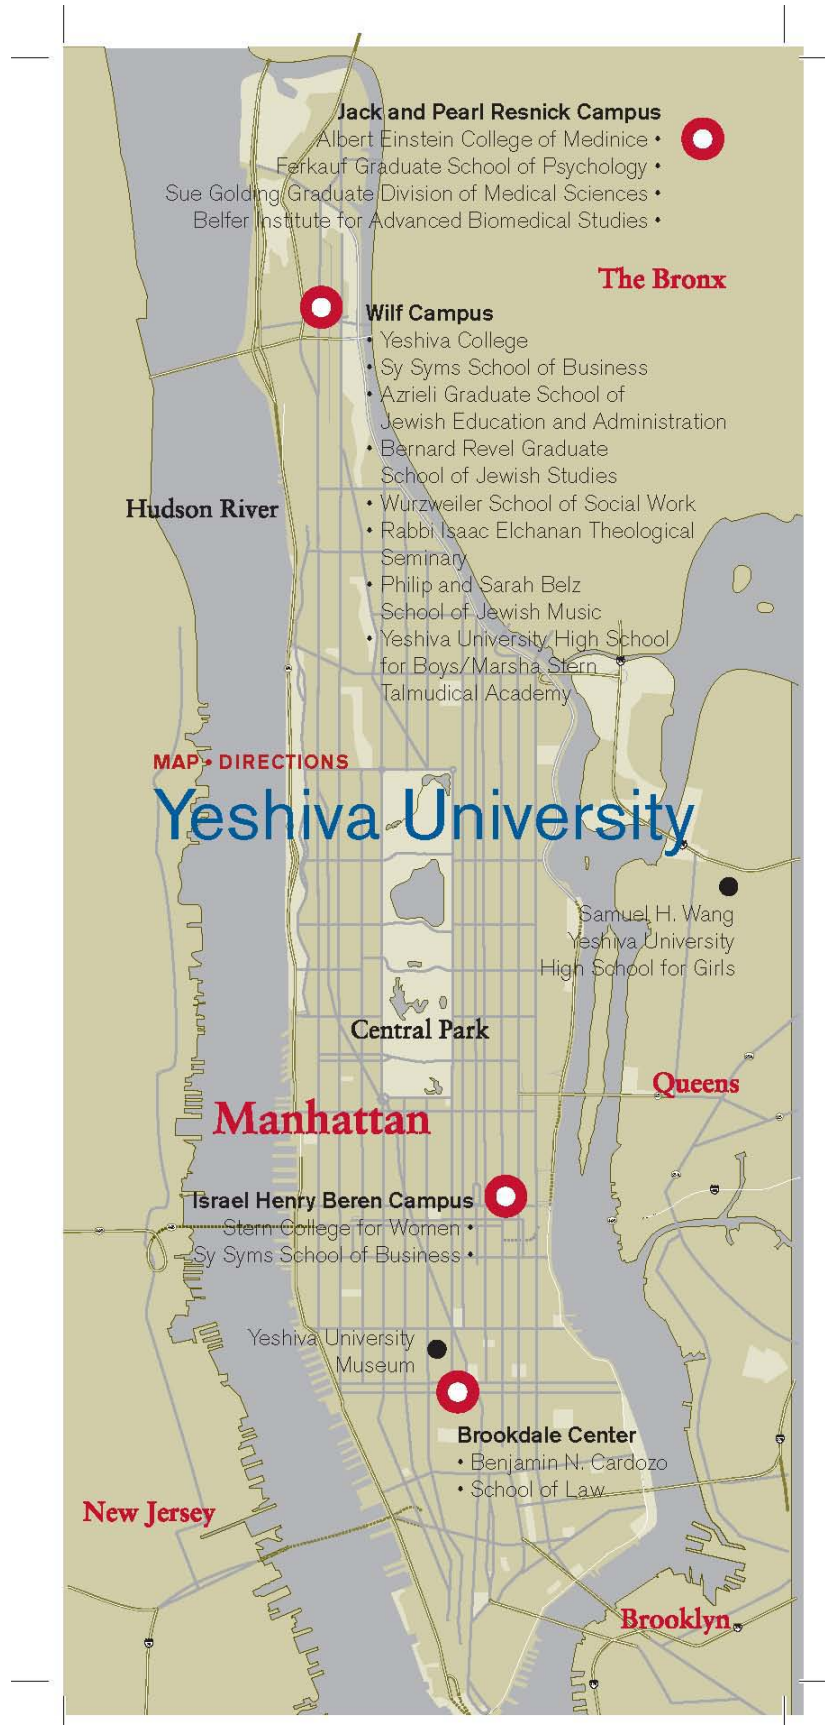 Jack and Pearl Resnick Campus
Albert Einstein College of Medinice •
Ferkauf Graduate School of Psychology •
Sue Golding Graduate Division of Medical Sciences •
Belfer Institute for Advanced Biomedical Studies •
The Bronx
Wilf Campus
• Yeshiva College
• Sy Syms School of Business
• Azrieli Graduate School of
Jewish Education and Administration
• Bernard Revel Graduate
School of Jewish Studies
• Wurzweiler School of Social Work
• Rabbi Isaac Elchanan Theological
Seminary
• Philip and Sarah Belz
School of Jewish Music
• Yeshiva University High School
for Boys/Marsha Stern
Talmudical Academy
Hudson River
MAP • DIRECTIONS
Yeshiva University
Samuel H. Wang
Yeshiva University
High School for Girls
Central Park
Queens
Manhattan
Israel Henry Beren Campus
Stern College for Women •
Sy Syms School of Business •
Yeshiva University
Museum
Brookdale Center
• Benjamin N. Cardozo
• School of Law
New Jersey
Brooklyn